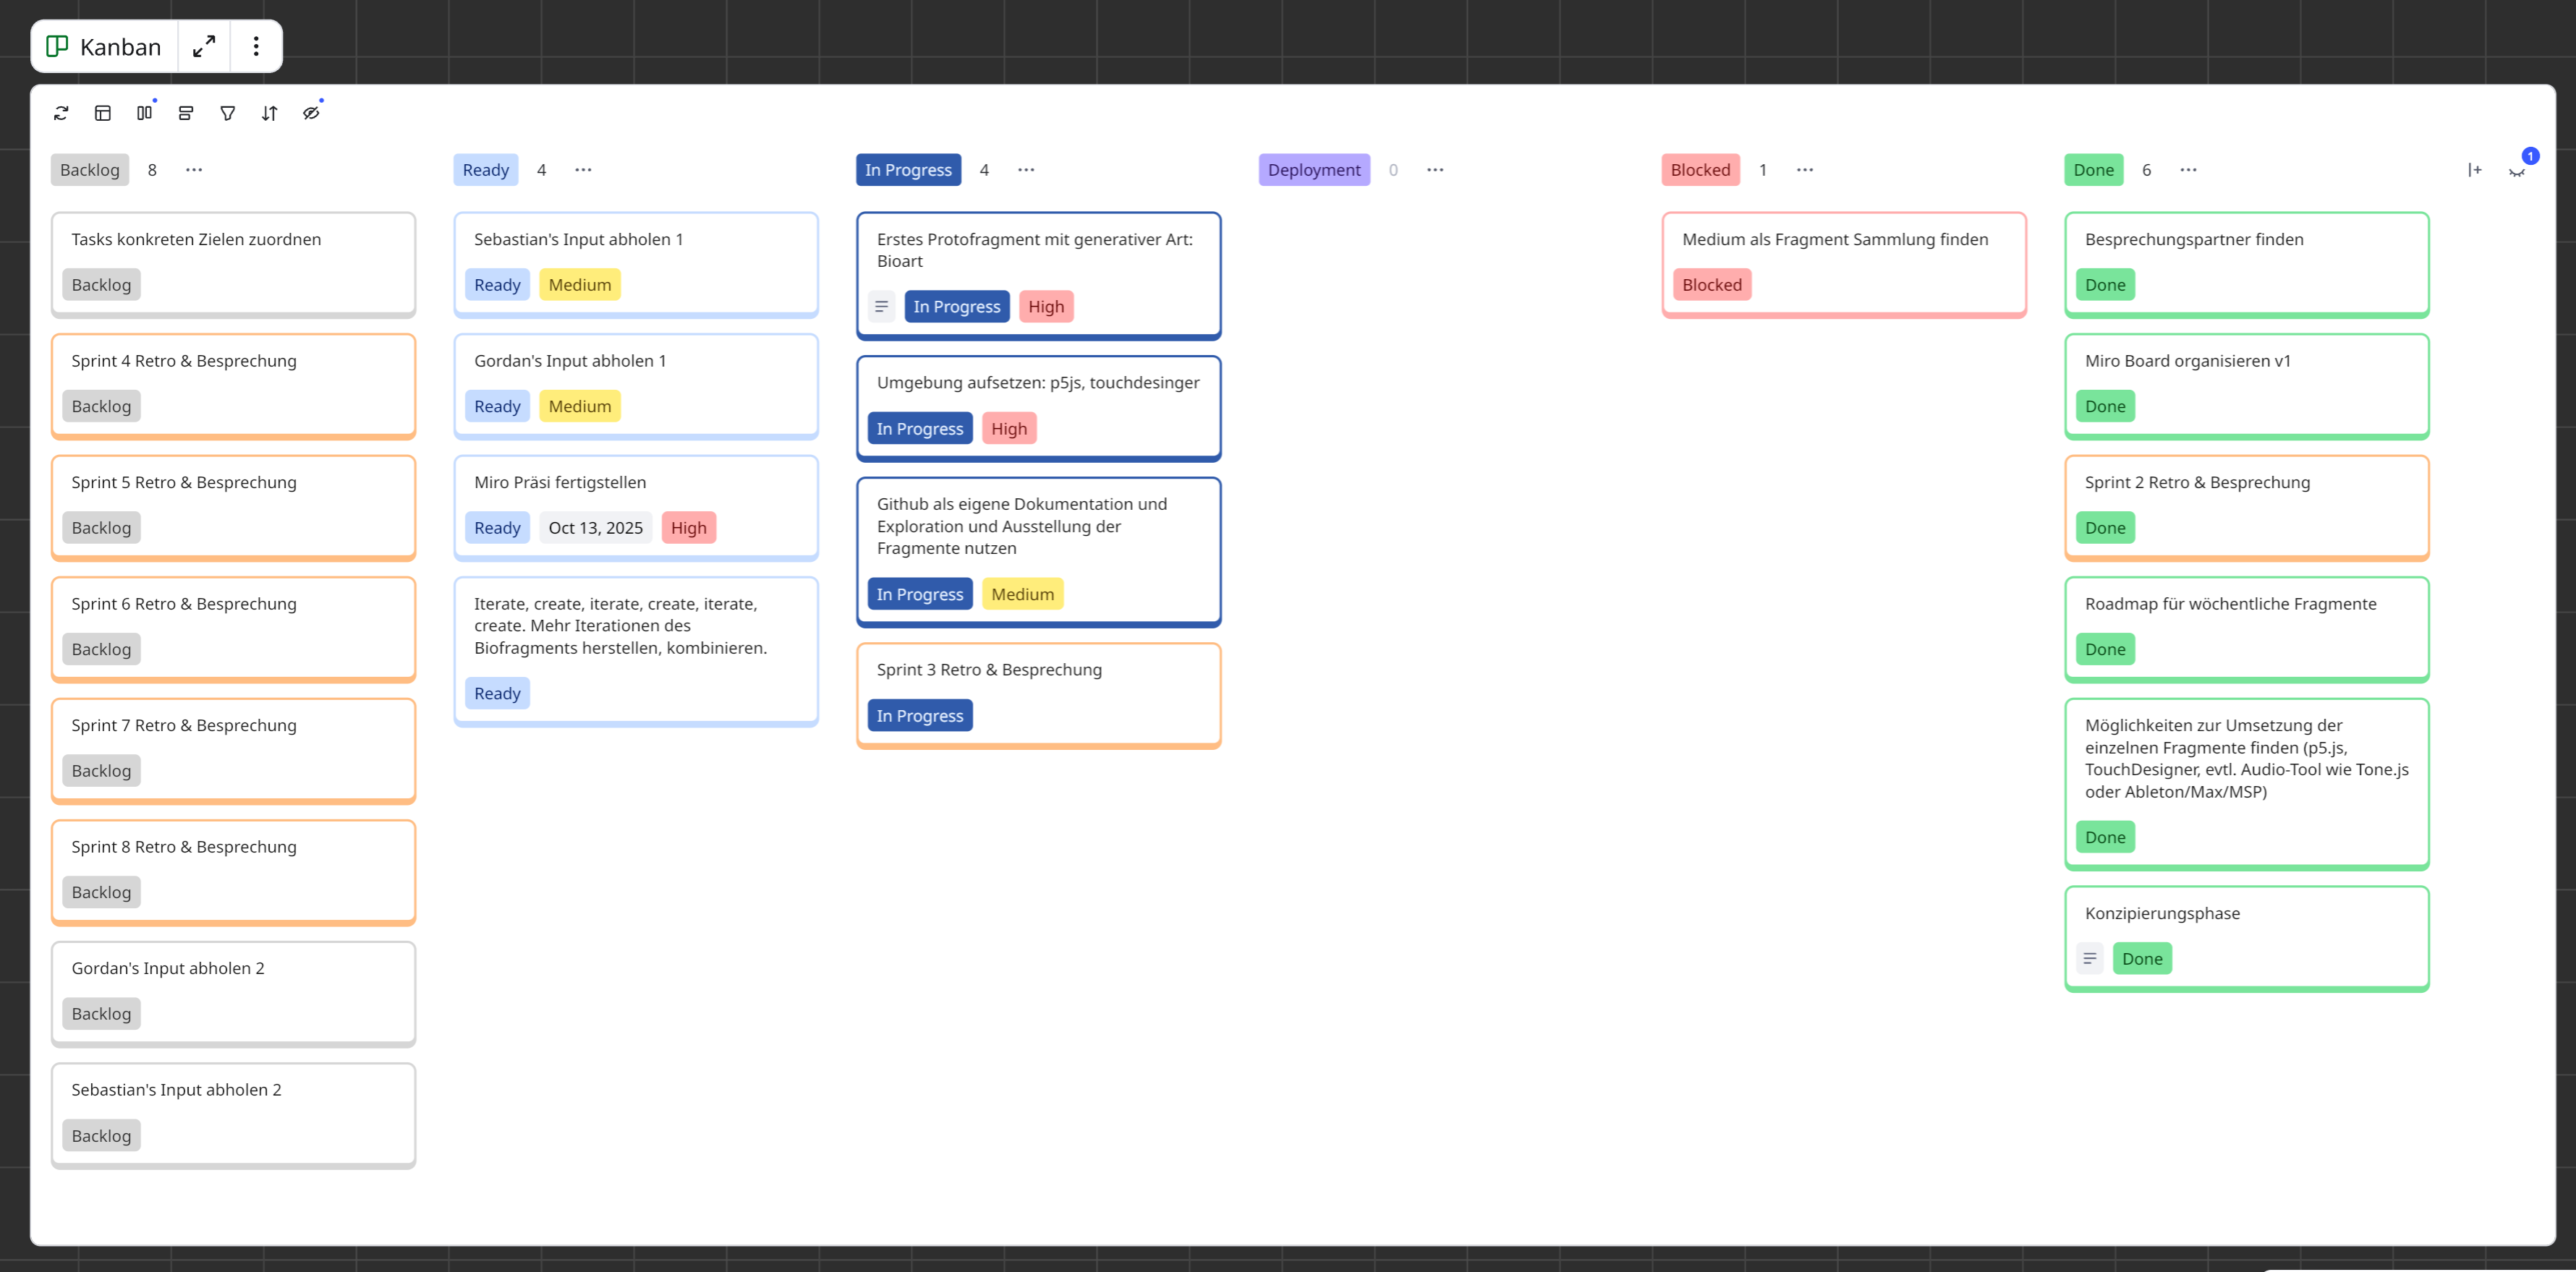 Kanban
Backlog 8
Tasks konkreten Zielen zuordnen
Backlog
Sprint 4 Retro & Besprechung
Backlog
Sprint 5 Retro & Besprechung
Backlog
Sprint 6 Retro & Besprechung
Backlog
Sprint 7 Retro & Besprechung
Backlog
Sprint 8 Retro & Besprechung
Backlog
Gordan's Input abholen 2
Backlog
Sebastian's Input abholen 2
Backlog
Ready 4
Sebastian's Input abholen 1
Ready Medium
Gordan's Input abholen 1
Ready Medium
Miro Präsi fertigstellen
Ready Oct 13, 2025 High
Iterate, create, iterate, create, iterate,
create. Mehr Iterationen des
Biofragments herstellen, kombinieren.
Ready
In Progress 4
Erstes Protofragment mit generativer Art:
Bioart
In Progress High
Umgebung aufsetzen: p5js, touchdesinger
In Progress High
Github als eigene Dokumentation und
Exploration und Ausstellung der
Fragmente nutzen
In Progress Medium
Sprint 3 Retro & Besprechung
In Progress
Deployment 0
Blocked 1
Medium als Fragment Sammlung finden
Blocked
Done 6
Besprechungspartner finden
Done
Miro Board organisieren v1
Done
Sprint 2 Retro & Besprechung
Done
Roadmap für wöchentliche Fragmente
Done
Möglichkeiten zur Umsetzung der
einzelnen Fragmente finden (p5.js,
TouchDesigner, evtl. Audio-Tool wie Tone.js
oder Ableton/Max/MSP)
Done
Konzipierungsphase
Done
1